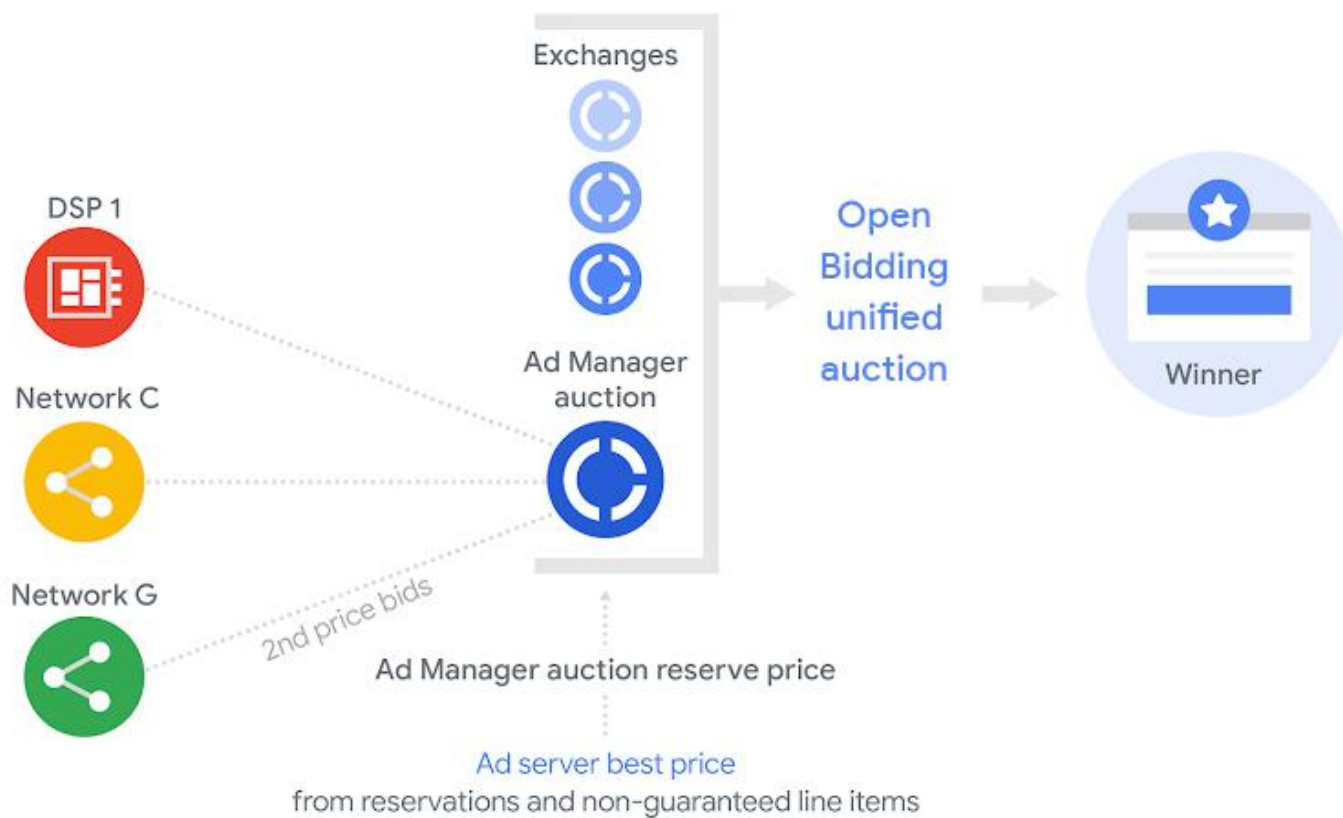 Exchanges
DSP 1
Open
Bidding
unified
auction
Ad Manager
auction
Winner
Network C
Network G
2nd price bids
Ad Manager auction reserve price
Ad server best price
from reservations and non-guaranteed line items